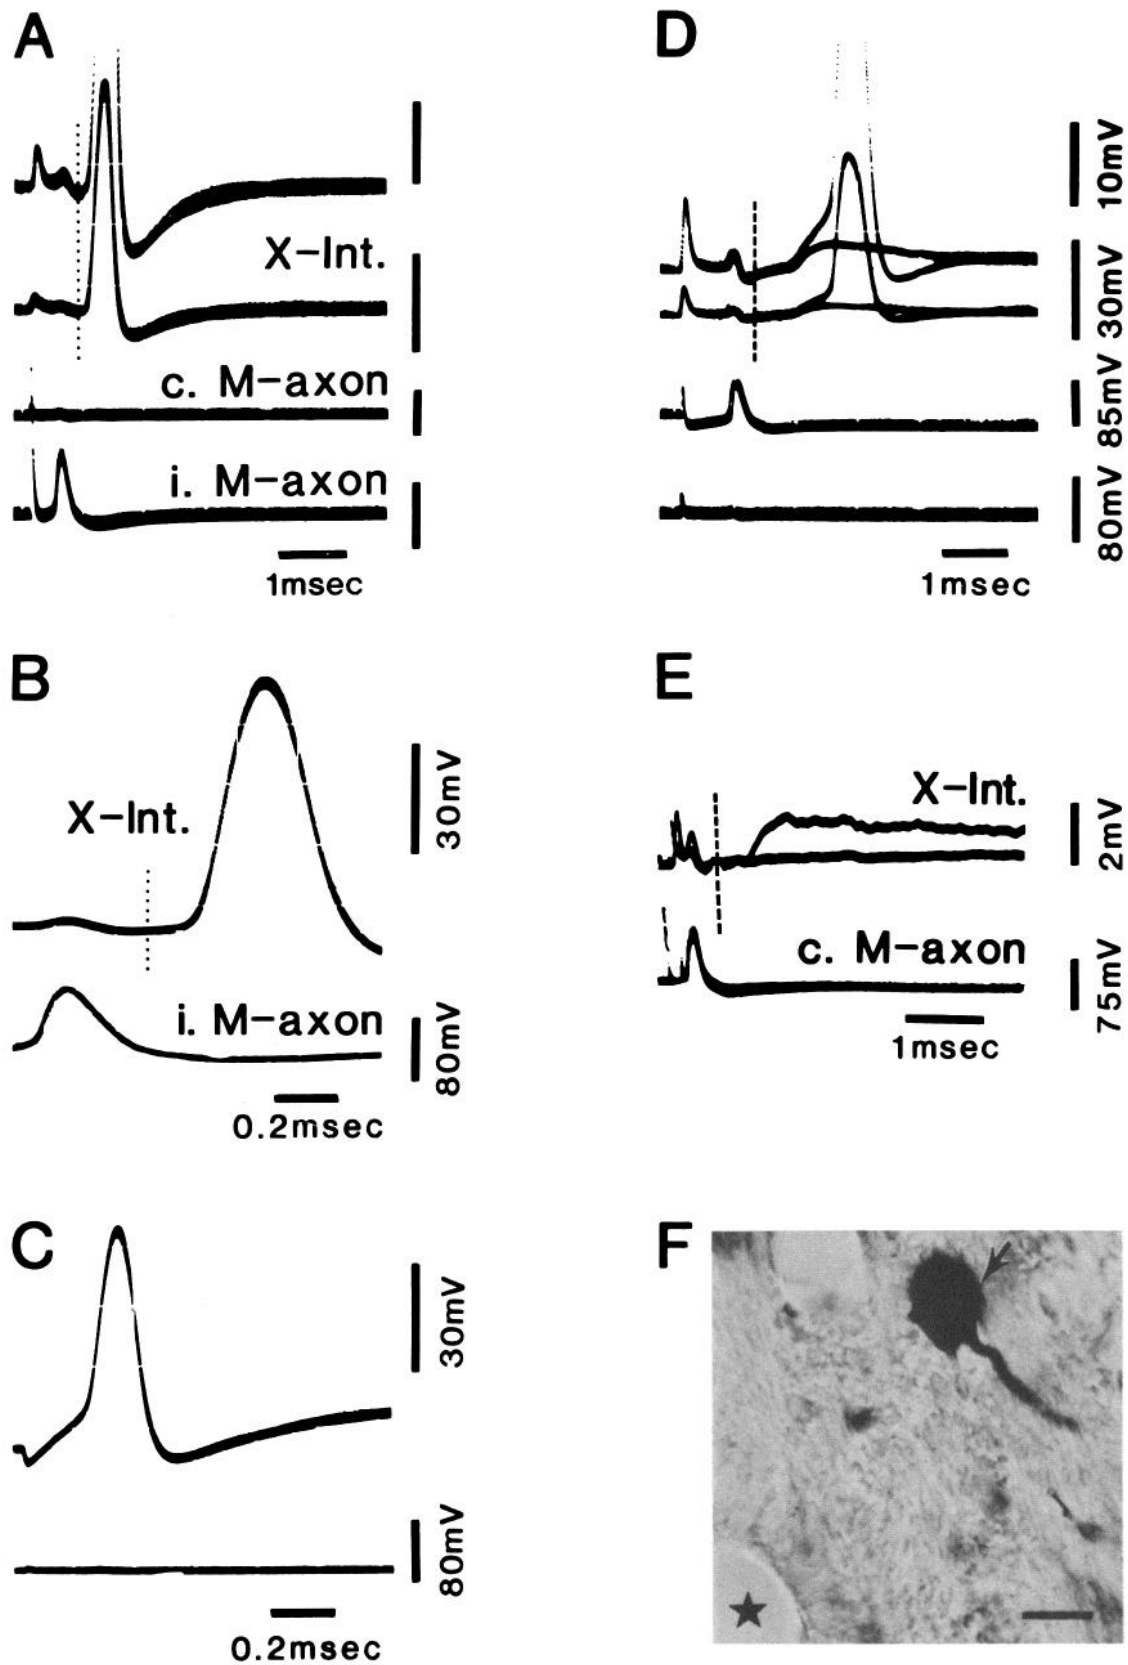 A
X-Int.
c. M-axon
i. M-axon
1msec
D
10mV
30mV
85mV
80mV
1msec
B
X-Int.
30mV
i. M-axon
80mV
0.2msec
E
X-Int.
2mV
c. M-axon
75mV
1msec
C
30mV
80mV
0.2msec
F